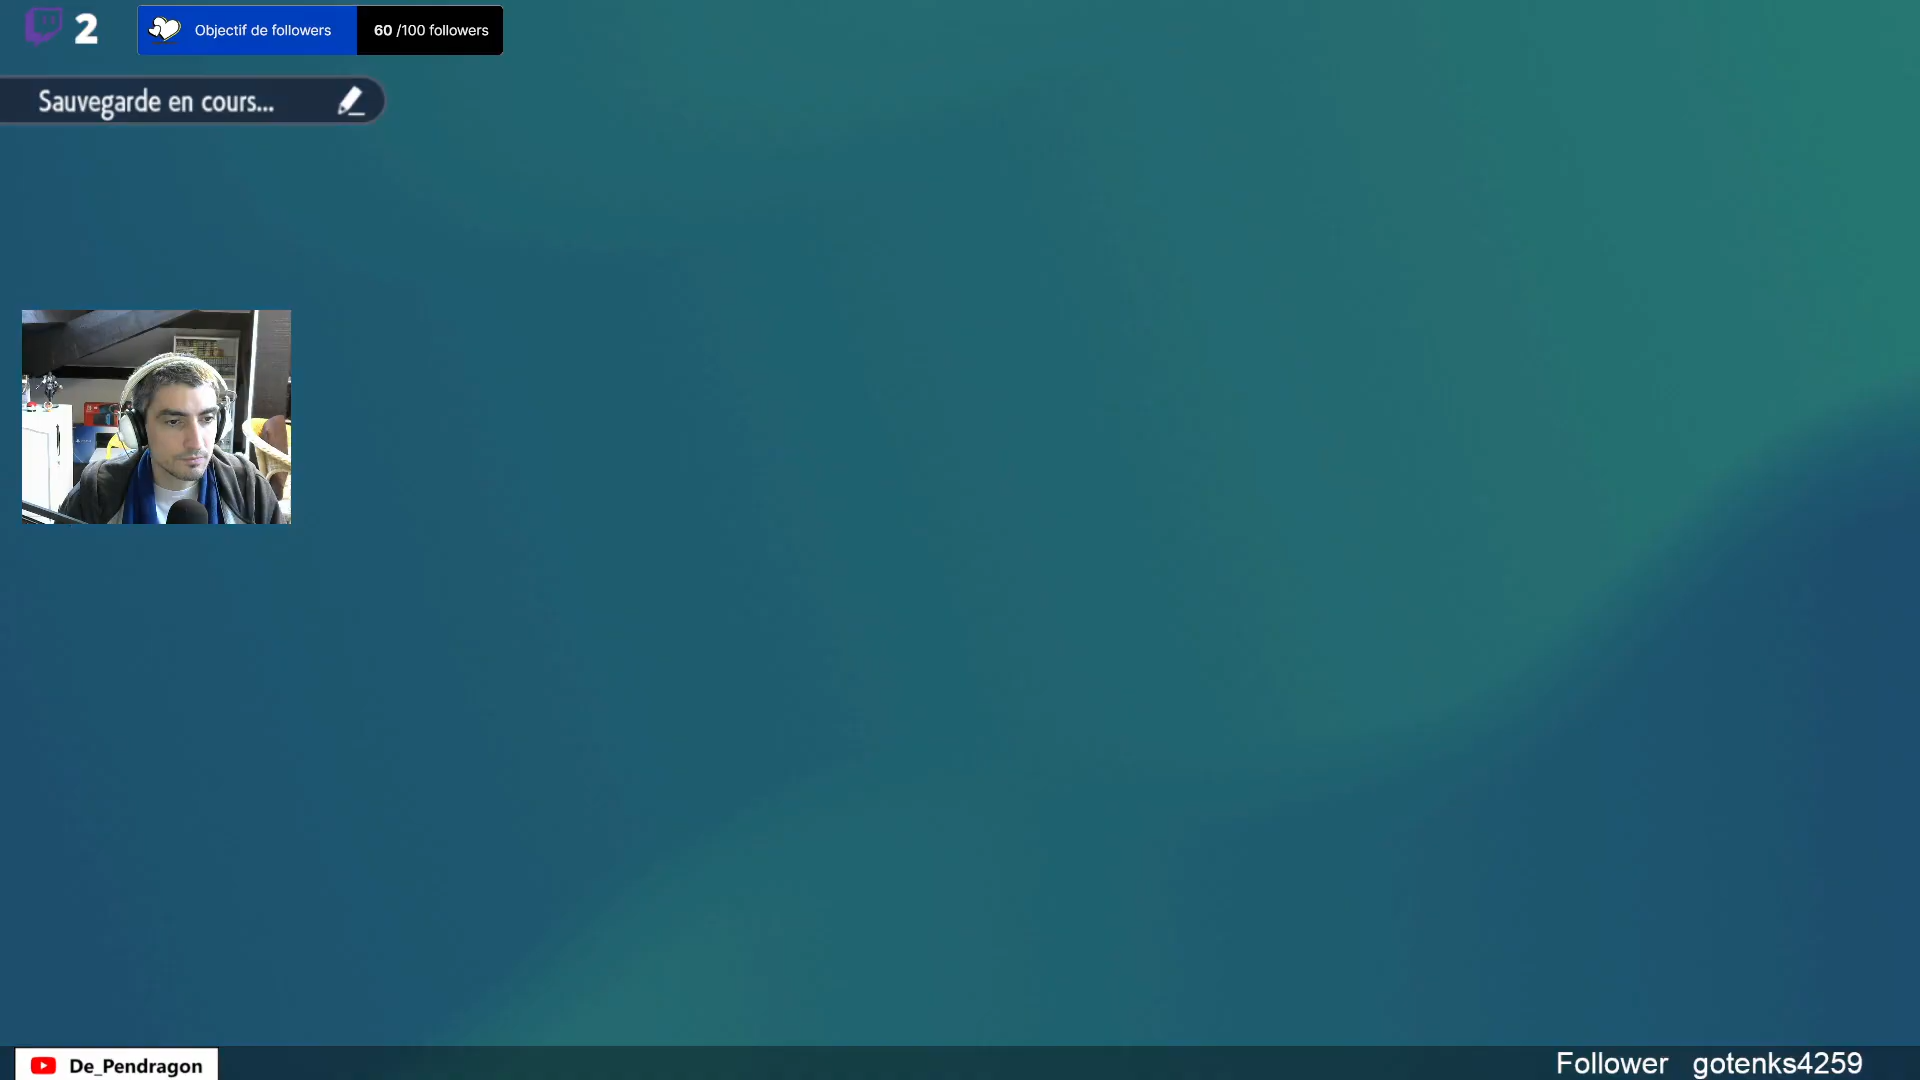 2
Objectif de followers
60 /100 followers
Sauvegarde en cours...
De_Pendragon
Follower gotenks4259